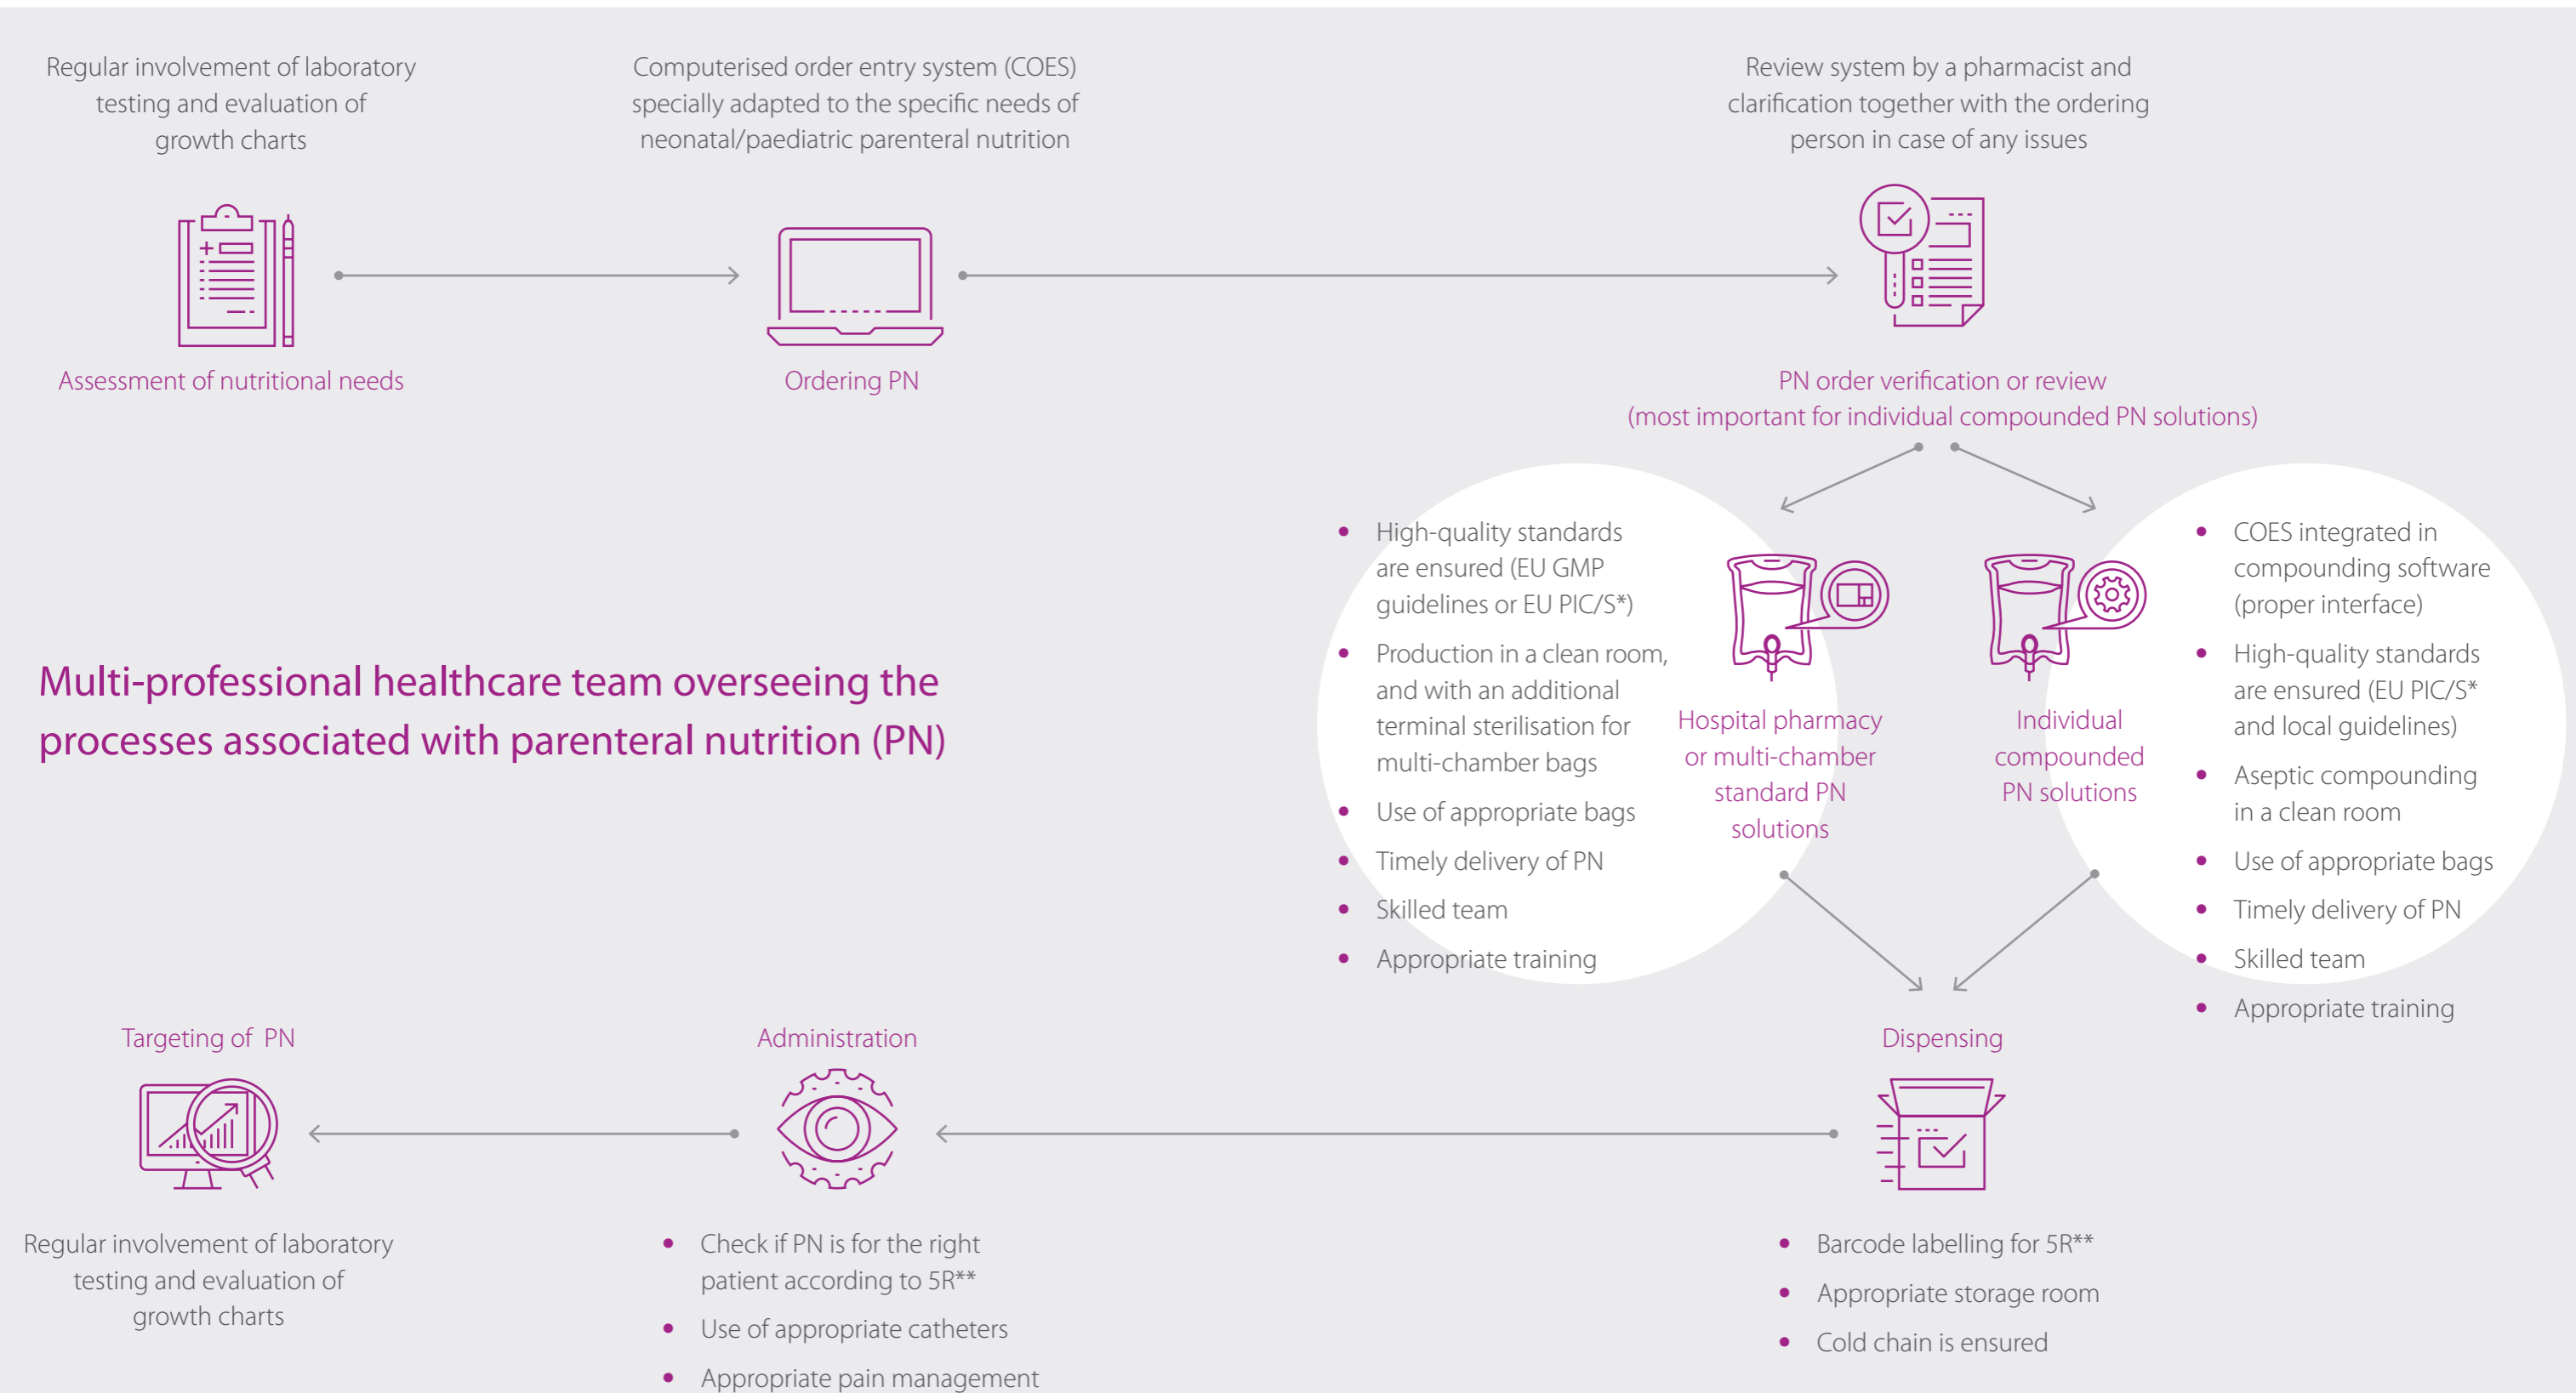 Regular involvement of laboratory
testing and evaluation of
growth charts
Assessment of nutritional needs
Computerised order entry system (COES)
specially adapted to the specific needs of
neonatal/paediatric parenteral nutrition
Ordering PN
Review system by a pharmacist and
clarification together with the ordering
person in case of any issues
PN order verification or review
(most important for individual compounded PN solutions)
• High-quality standards
are ensured (EU GMP
guidelines or EU PIC/S*)
• Production in a clean room,
and with an additional
terminal sterilisation for
multi-chamber bags
• Use of appropriate bags
• Timely delivery of PN
• Skilled team
• Appropriate training
Hospital pharmacy
or multi-chamber
standard PN
solutions
Individual
compounded
PN solutions
• COES integrated in
compounding software
(proper interface)
• High-quality standards
are ensured (EU PIC/S*
and local guidelines)
• Aseptic compounding
in a clean room
• Use of appropriate bags
• Timely delivery of PN
• Skilled team
• Appropriate training
Multi-professional healthcare team overseeing the
processes associated with parenteral nutrition (PN)
Dispensing
• Barcode labelling for 5R**
• Appropriate storage room
• Cold chain is ensured
Administration
• Check if PN is for the right
patient according to 5R**
• Use of appropriate catheters
• Appropriate pain management
Targeting of PN
Regular involvement of laboratory
testing and evaluation of
growth charts